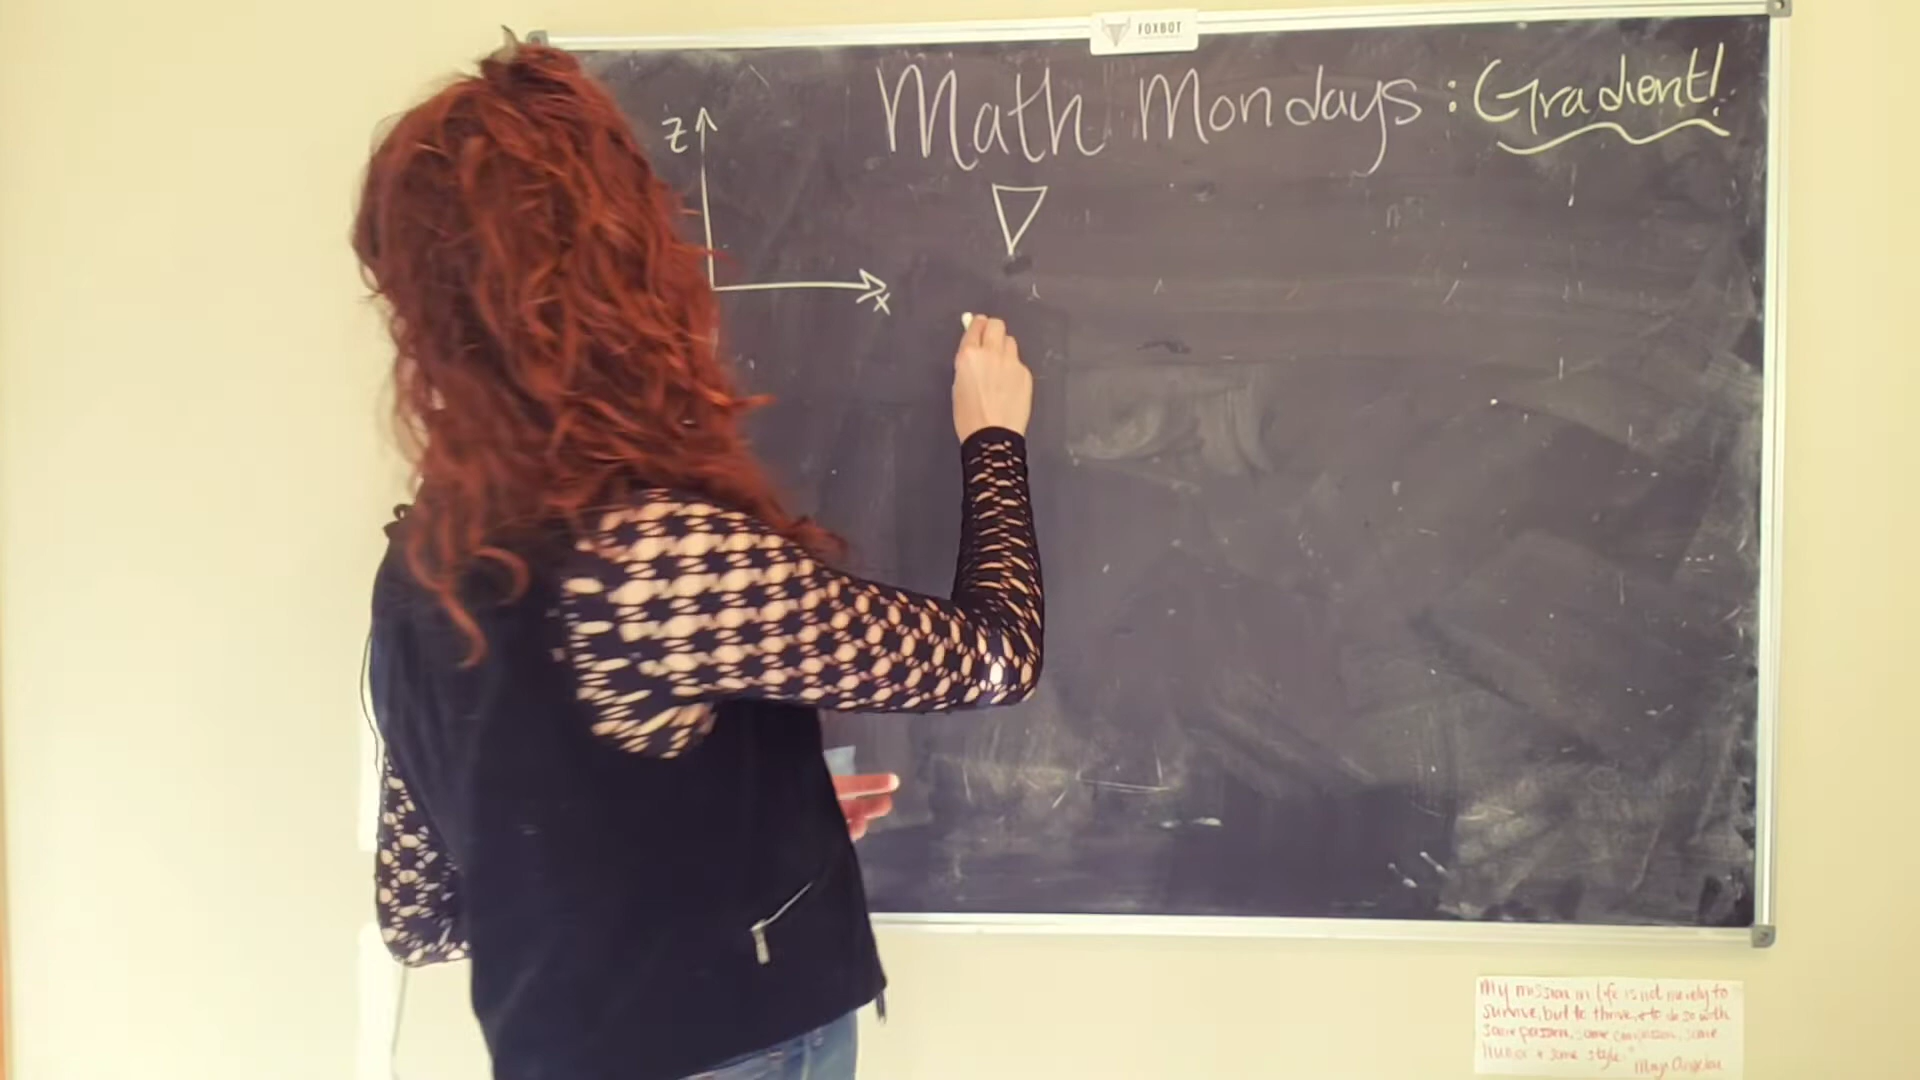 FOXBOT
Math Mondays : Gradient!
z
∇
x
My mission in life is not merely to
survive, but to thrive, + to do so with
some passion, some compassion, some
humor + some style."
Maya Angelou